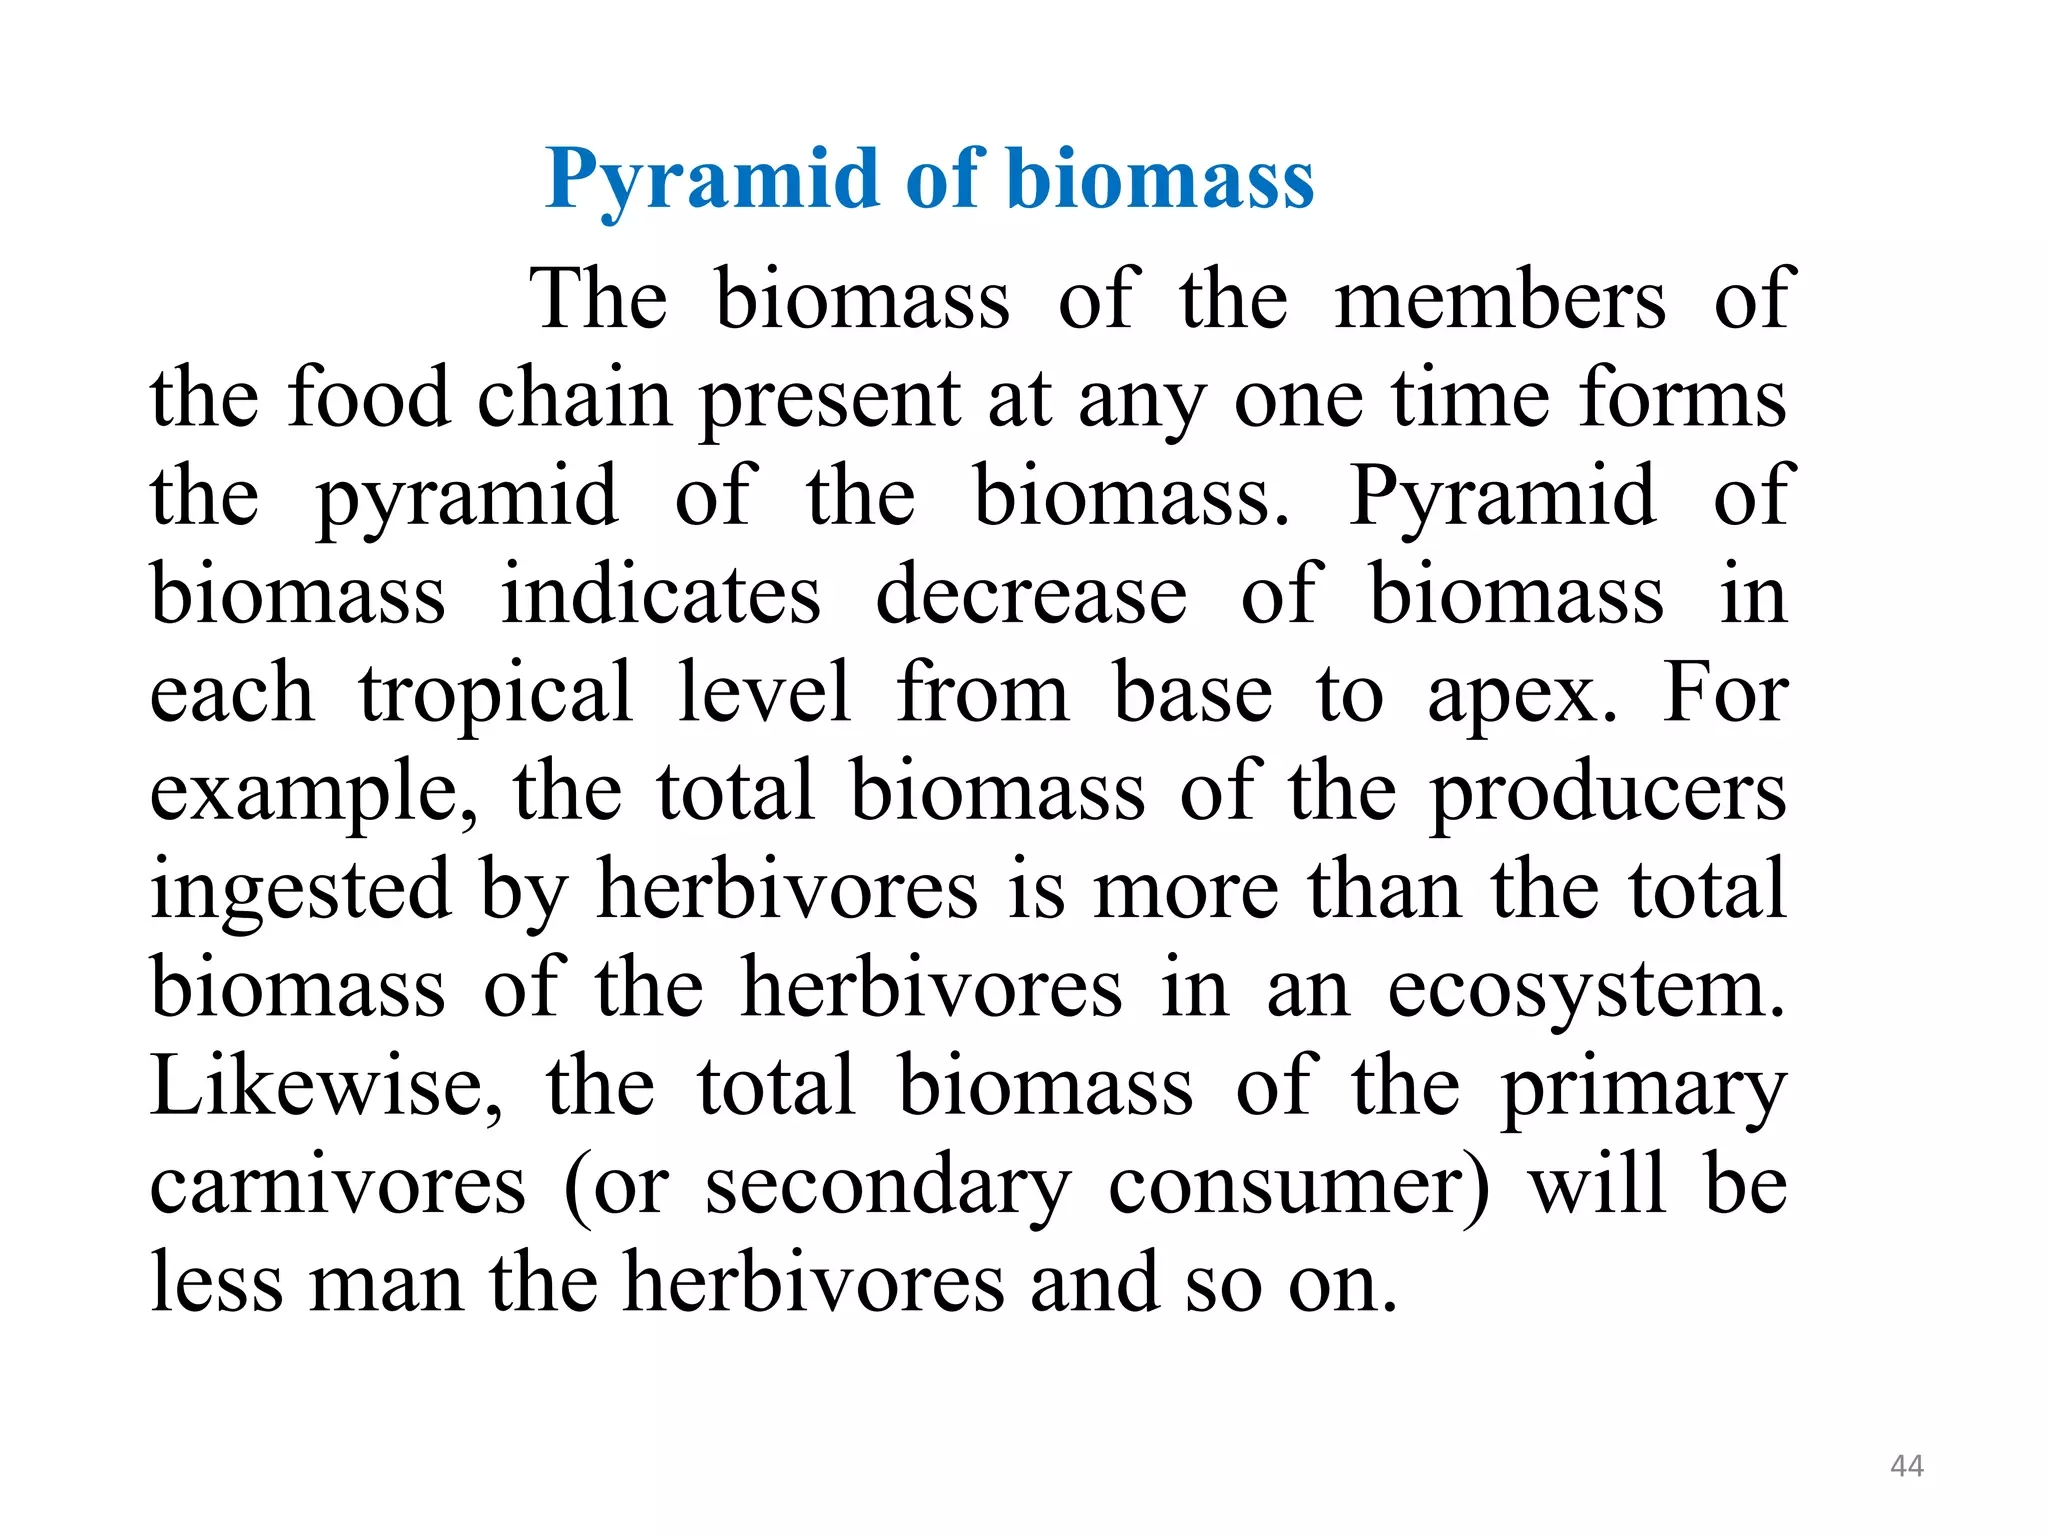 Pyramid of biomass
The biomass of the members of
the food chain present at any one time forms
the pyramid of the biomass. Pyramid of
biomass indicates decrease of biomass in
each tropical level from base to apex. For
example, the total biomass of the producers
ingested by herbivores is more than the total
biomass of the herbivores in an ecosystem.
Likewise, the total biomass of the primary
carnivores (or secondary consumer) will be
less man the herbivores and so on.
44